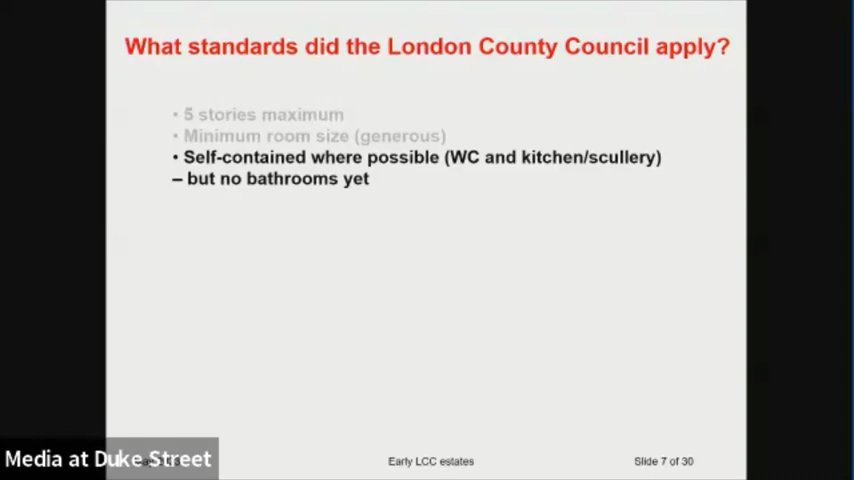 What standards did the London County Council apply?
• 5 stories maximum
• Minimum room size (generous)
• Self-contained where possible (WC and kitchen/scullery)
– but no bathrooms yet
Media at Duke Street
Early LCC estates
Slide 7 of 30